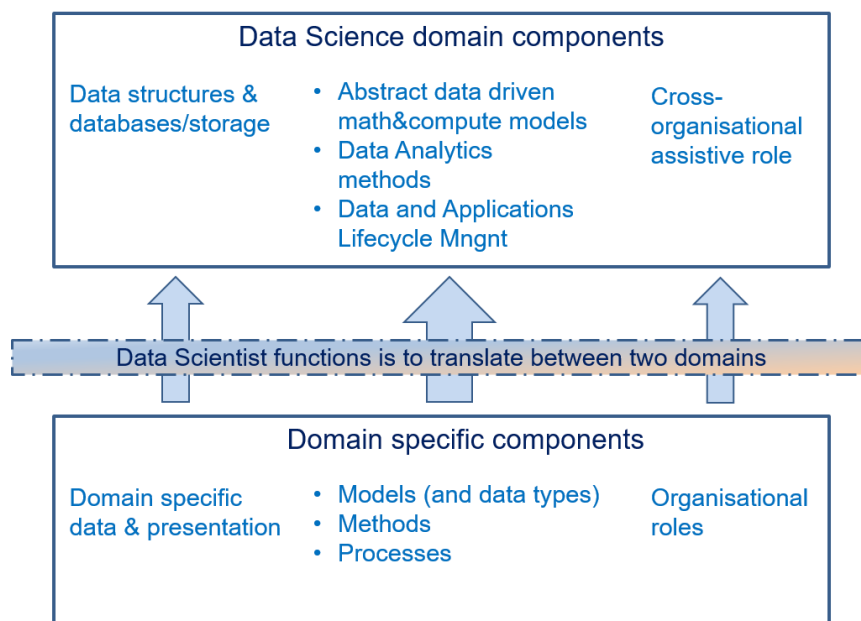 Data Science domain components
Data structures &
databases/storage
• Abstract data driven
math&compute models
• Data Analytics
methods
• Data and Applications
Lifecycle Mngnt
Cross-
organisational
assistive role
Data Scientist functions is to translate between two domains
Domain specific components
Domain specific
data & presentation
• Models (and data types)
• Methods
• Processes
Organisational
roles